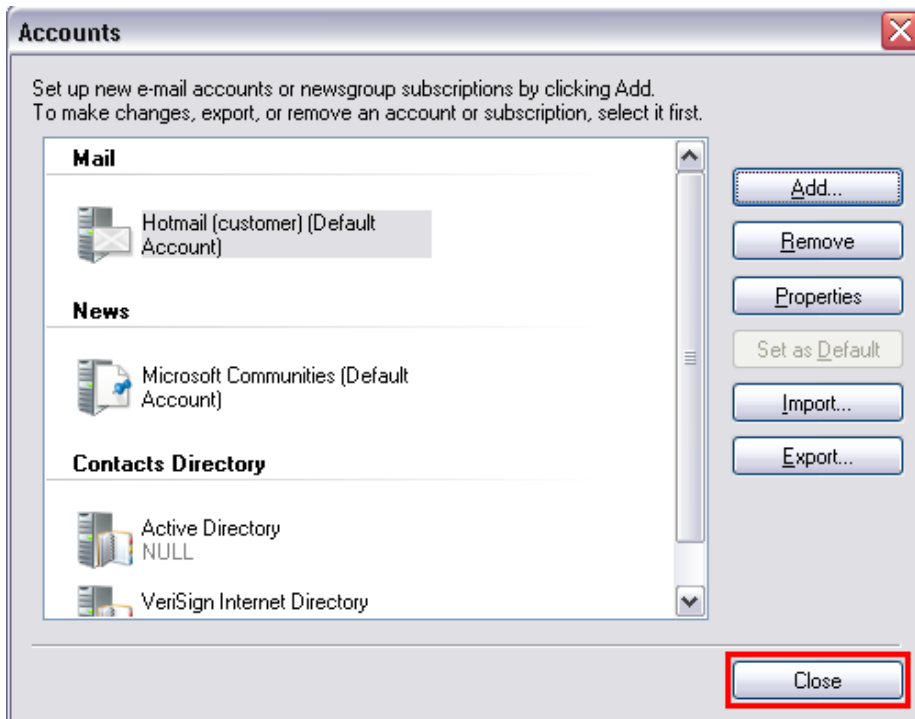 Accounts
Set up new e-mail accounts or newsgroup subscriptions by clicking Add.
To make changes, export, or remove an account or subscription, select it first.
Mail
Hotmail (customer) (Default
Account)
News
Microsoft Communities (Default
Account)
Contacts Directory
Active Directory
NULL
VeriSign Internet Directory
Add...
Remove
Properties
Set as Default
Import...
Export...
Close